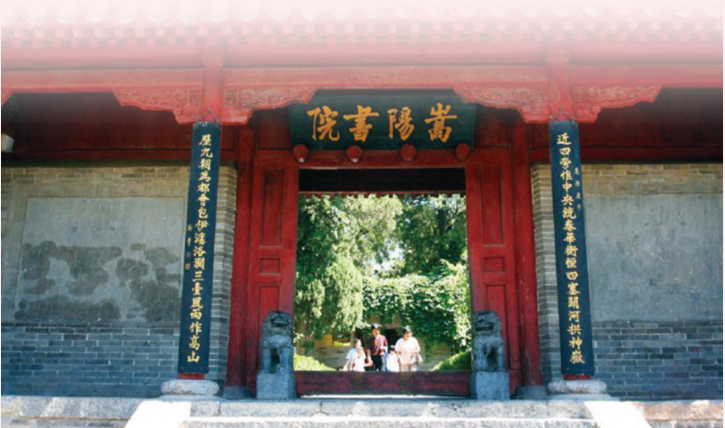 嵩陽書院
近四旁惟中央統泰華衡恒四塞關河拱神嶽
歷九朝為都會包伊瀍洛澗三臺風雨作高山